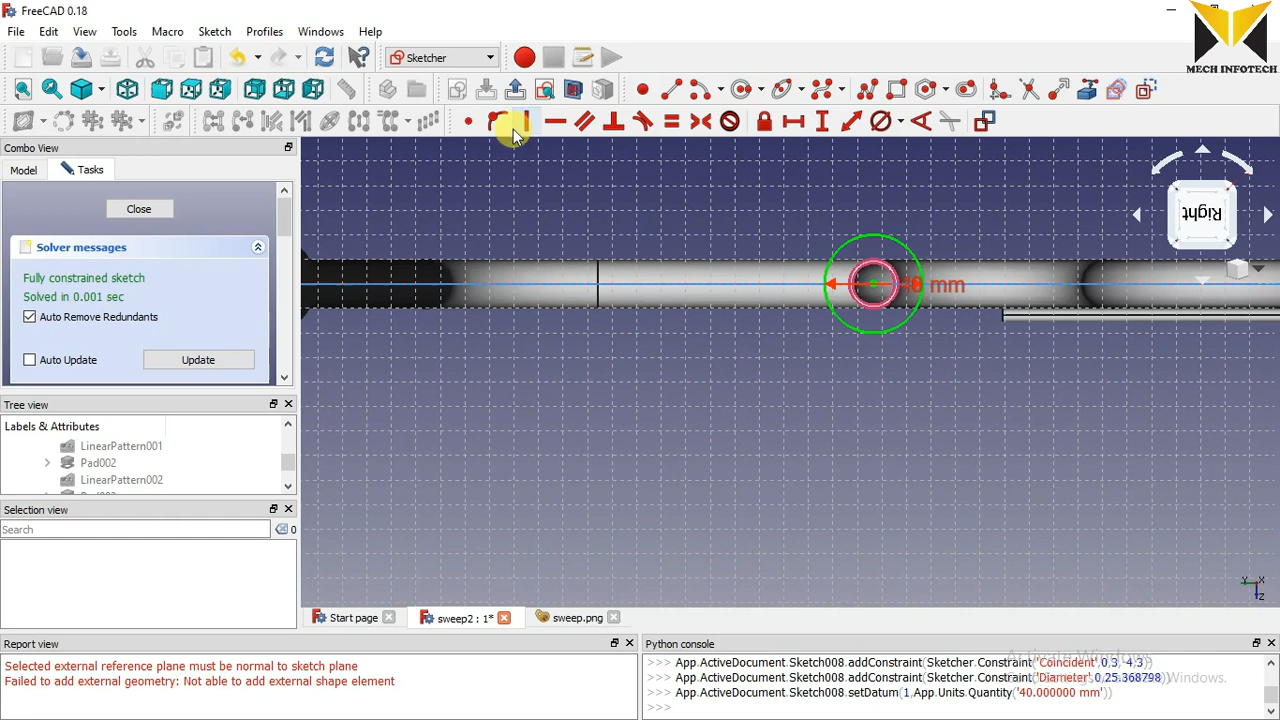 FreeCAD 0.18
File Edit View Tools Macro Sketch Profiles Windows Help
MECH INFOTECH
Sketcher
Combo View
Model Tasks
Close
Solver messages
Fully constrained sketch
Solved in 0.001 sec
Auto Remove Redundants
Auto Update Update
Tree view
Labels & Attributes
LinearPattern001
Pad002
LinearPattern002
Selection view
Search
0
Right
mm
Y X
Z
Start page sweep2 : 1* sweep.png
Report view
Selected external reference plane must be normal to sketch plane
Failed to add external geometry: Not able to add external shape element
Python console
>>> App.ActiveDocument.Sketch008.addConstraint(Sketcher.Constraint('Coincident',0,3,-4,3))
>>> App.ActiveDocument.Sketch008.addConstraint(Sketcher.Constraint('Diameter',0,25.368798))
>>> App.ActiveDocument.Sketch008.setDatum(1,App.Units.Quantity('40.000000 mm'))
>>>
Activate Windows